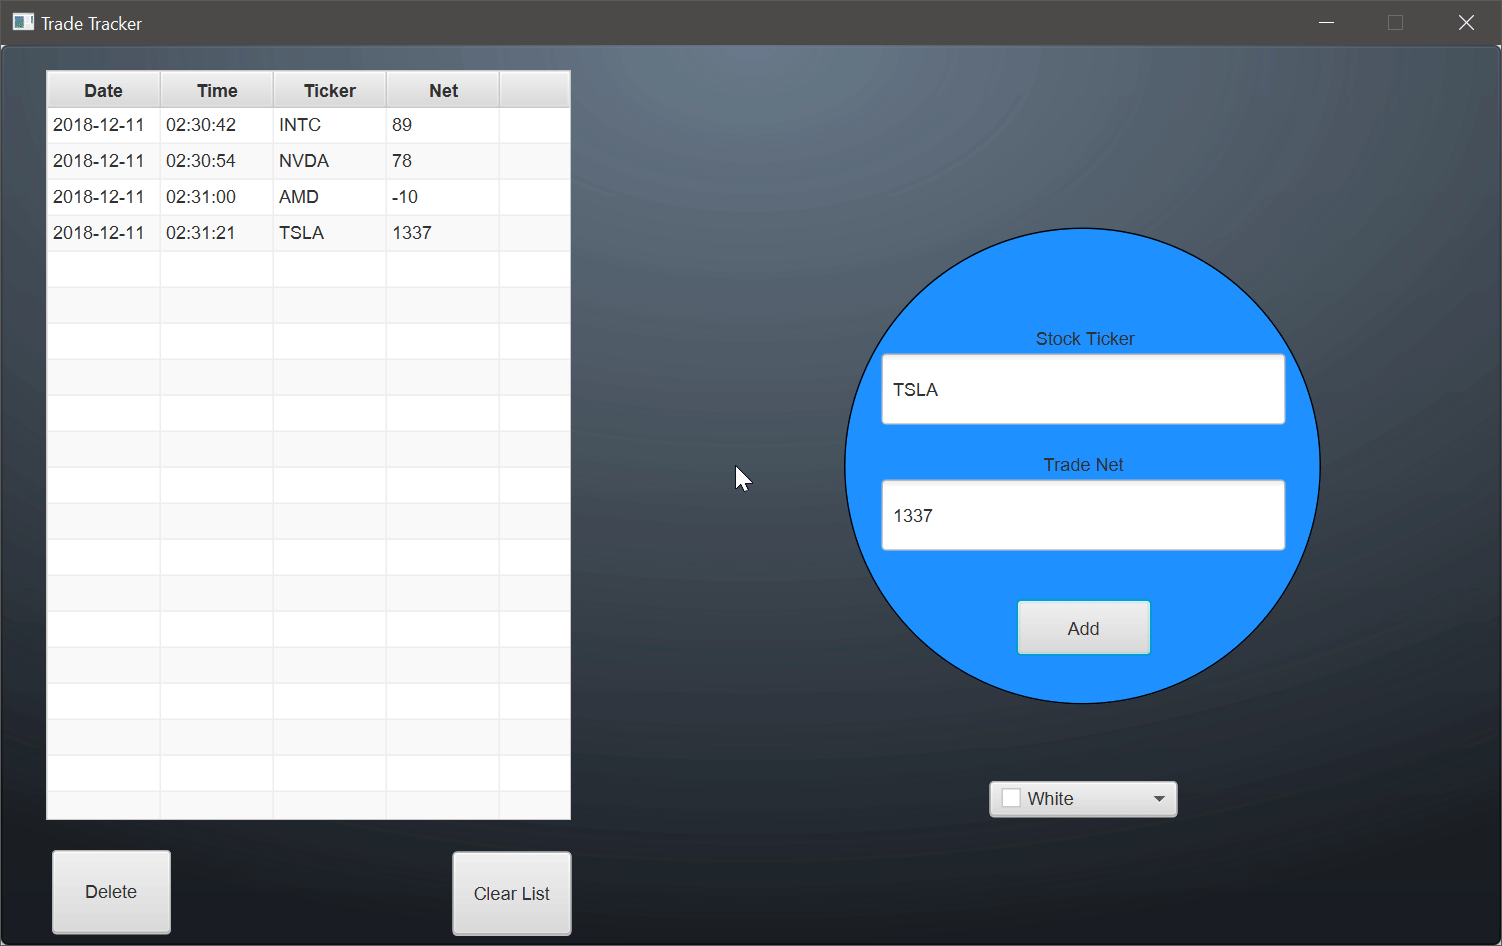 Trade Tracker
Date Time Ticker Net
2018-12-11 02:30:42 INTC 89
2018-12-11 02:30:54 NVDA 78
2018-12-11 02:31:00 AMD -10
2018-12-11 02:31:21 TSLA 1337
Stock Ticker
TSLA
Trade Net
1337
Add
White
Delete
Clear List